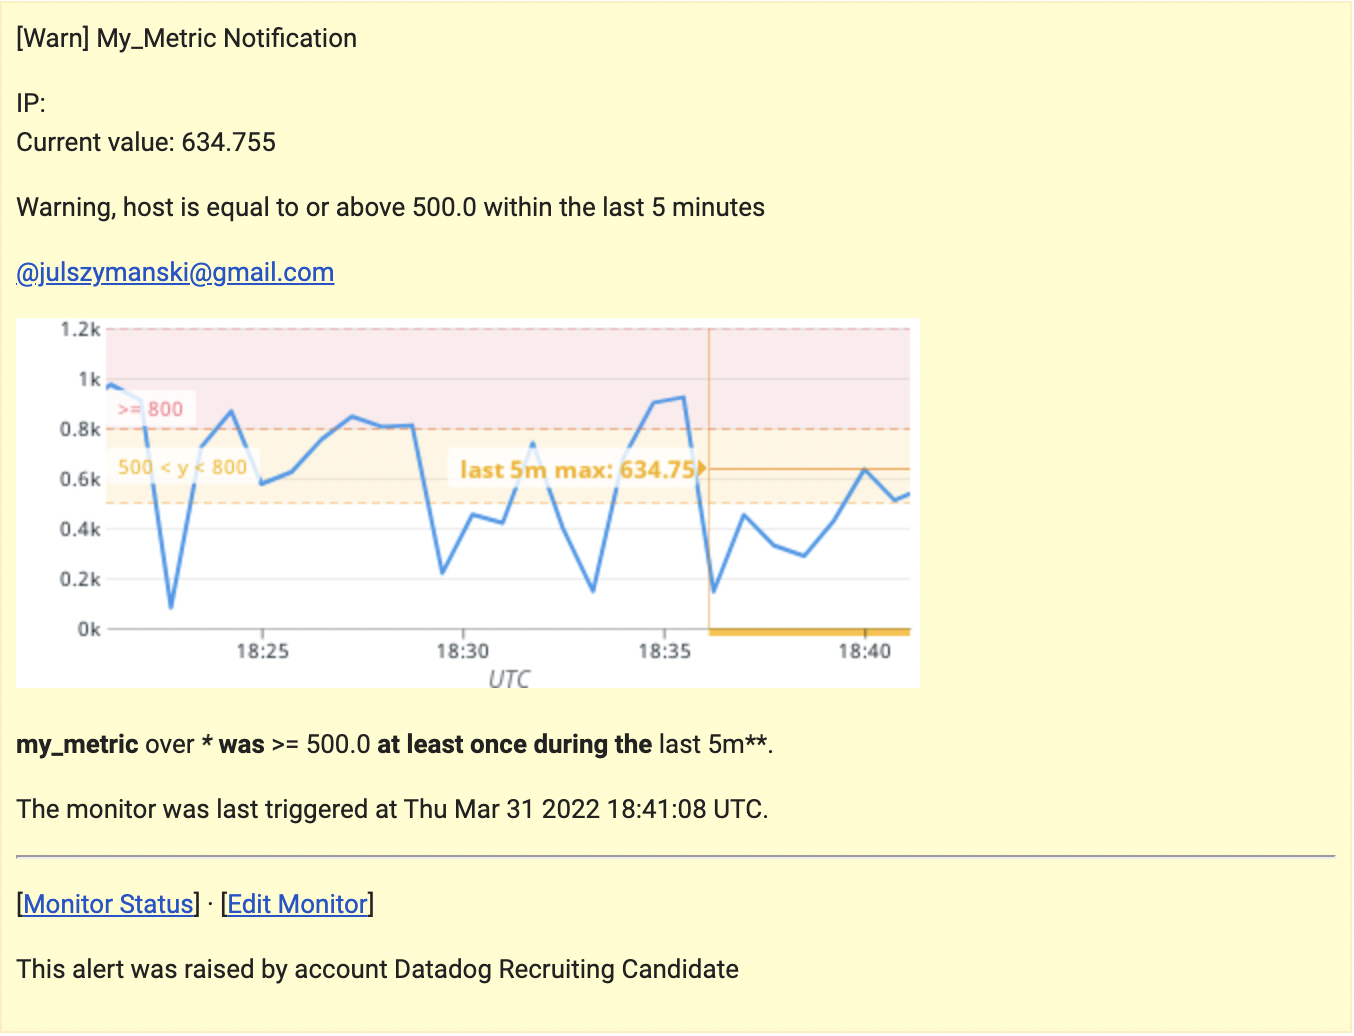 [Warn] My_Metric Notification
IP:
Current value: 634.755
Warning, host is equal to or above 500.0 within the last 5 minutes
@julszymanski@gmail.com
1.2k
1k
>= 800
0.8k
500 < y < 800
last 5m max: 634.75
0.6k
0.4k
0.2k
0k
18:25 18:30 18:35 18:40
UTC
my_metric over * was >= 500.0 at least once during the last 5m**.
The monitor was last triggered at Thu Mar 31 2022 18:41:08 UTC.
[Monitor Status] · [Edit Monitor]
This alert was raised by account Datadog Recruiting Candidate